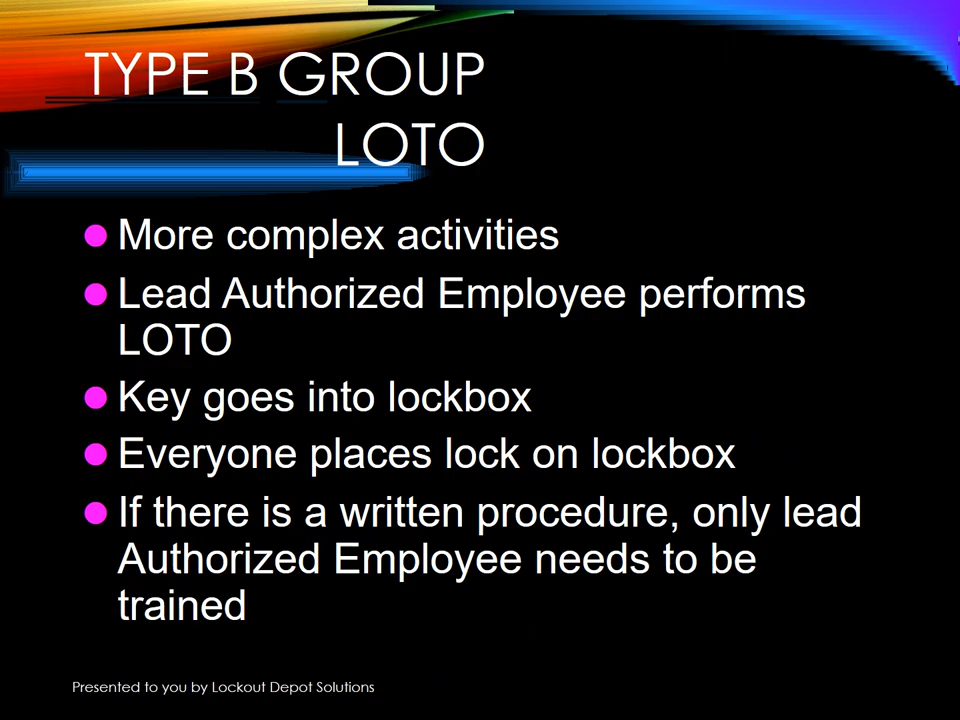 TYPE B GROUP
LOTO
More complex activities
Lead Authorized Employee performs
LOTO
Key goes into lockbox
Everyone places lock on lockbox
If there is a written procedure, only lead
Authorized Employee needs to be
trained
Presented to you by Lockout Depot Solutions